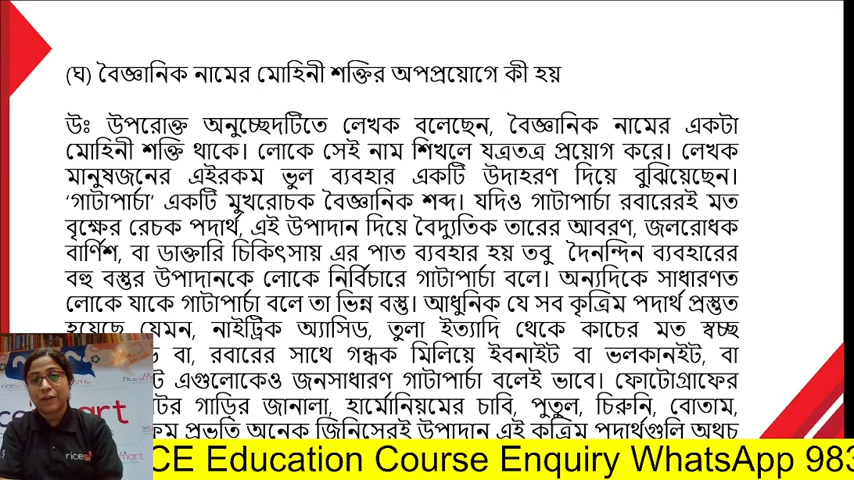 (ঘ) বৈজ্ঞানিক নামের মোহিনী শক্তির অপপ্রয়োগে কী হয়
উঃ উপরোক্ত অনুচ্ছেদটিতে লেখক বলেছেন, বৈজ্ঞানিক নামের একটা
মোহিনী শক্তি থাকে। লোকে সেই নাম শিখলে যত্রতত্র প্রয়োগ করে। লেখক
মানুষজনের এইরকম ভুল ব্যবহার একটি উদাহরণ দিয়ে বুঝিয়েছেন।
'গাটাপার্চা' একটি মুখরোচক বৈজ্ঞানিক শব্দ। যদিও গাটাপার্চা রবারেরই মত
বৃক্ষের রেচক পদার্থ, এই উপাদান দিয়ে বৈদ্যুতিক তারের আবরণ, জলরোধক
বার্ণিশ, বা ডাক্তারি চিকিৎসায় এর পাত ব্যবহার হয় তবু দৈনন্দিন ব্যবহারের
বহু বস্তুর উপাদানকে লোকে নির্বিচারে গাটাপার্চা বলে। অন্যদিকে সাধারণত
লোকে যাকে গাটাপার্চা বলে তা ভিন্ন বস্তু। আধুনিক যে সব কৃত্রিম পদার্থ প্রস্তুত
হয়েছে যেমন, নাইট্রিক অ্যাসিড, তুলা ইত্যাদি থেকে কাচের মত স্বচ্ছ
বা, রবারের সাথে গন্ধক মিলিয়ে ইবনাইট বা ভলকানইট, বা
এগুলোকেও জনসাধারণ গাটাপার্চা বলেই ভাবে। ফোটোগ্রাফের
গাড়ির জানালা, হার্মোনিয়মের চাবি, পুতুল, চিরুনি, বোতাম,
প্রভৃতি অনেক জিনিসেরই উপাদান এই কৃত্রিম পদার্থগুলি অথচ
CE Education Course Enquiry WhatsApp 983